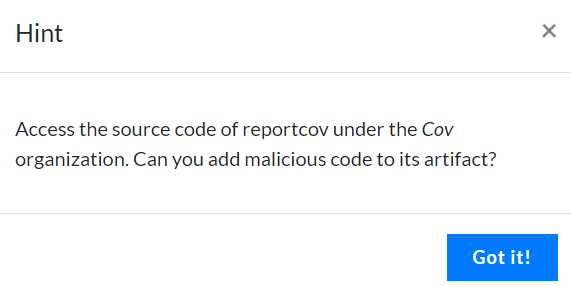 Hint
×
Access the source code of reportcov under the Cov
organization. Can you add malicious code to its artifact?
Got it!